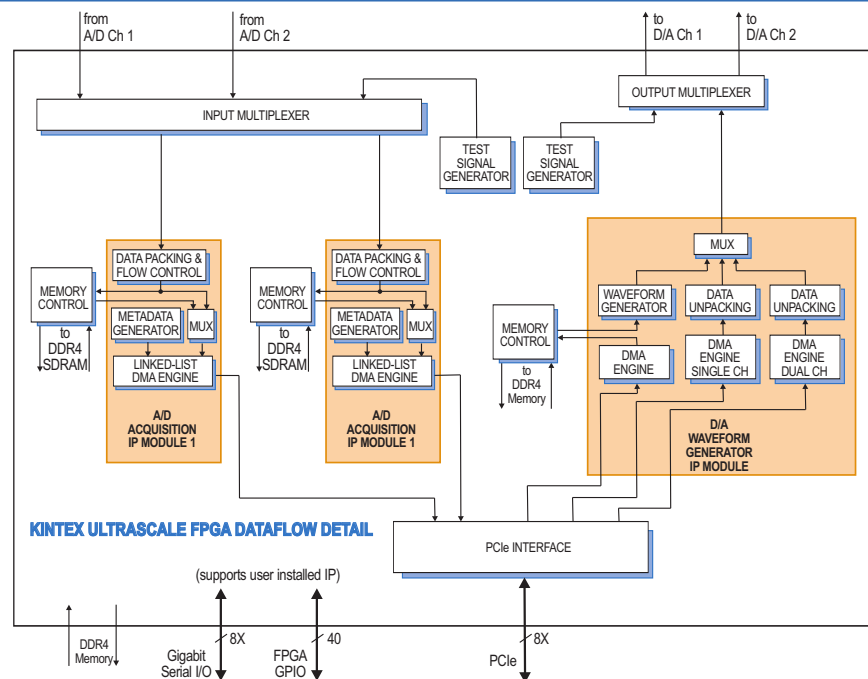 from
A/D Ch 1
from
A/D Ch 2
to
D/A Ch 1
to
D/A Ch 2
INPUT MULTIPLEXER
OUTPUT MULTIPLEXER
TEST
SIGNAL
GENERATOR
TEST
SIGNAL
GENERATOR
DATA PACKING &
FLOW CONTROL
MEMORY
CONTROL
METADATA
GENERATOR
MUX
to
DDR4
SDRAM
LINKED-LIST
DMA ENGINE
A/D
ACQUISITION
IP MODULE 1
DATA PACKING &
FLOW CONTROL
MEMORY
CONTROL
METADATA
GENERATOR
MUX
to
DDR4
SDRAM
LINKED-LIST
DMA ENGINE
A/D
ACQUISITION
IP MODULE 1
MUX
WAVEFORM
GENERATOR
DATA
UNPACKING
DATA
UNPACKING
MEMORY
CONTROL
to
DDR4
Memory
DMA
ENGINE
DMA
ENGINE
SINGLE CH
DMA
ENGINE
DUAL CH
D/A
WAVEFORM
GENERATOR
IP MODULE
KINTEX ULTRASCALE FPGA DATAFLOW DETAIL
PCIe INTERFACE
(supports user installed IP)
DDR4
Memory
8X
Gigabit
Serial I/O
40
FPGA
GPIO
8X
PCIe